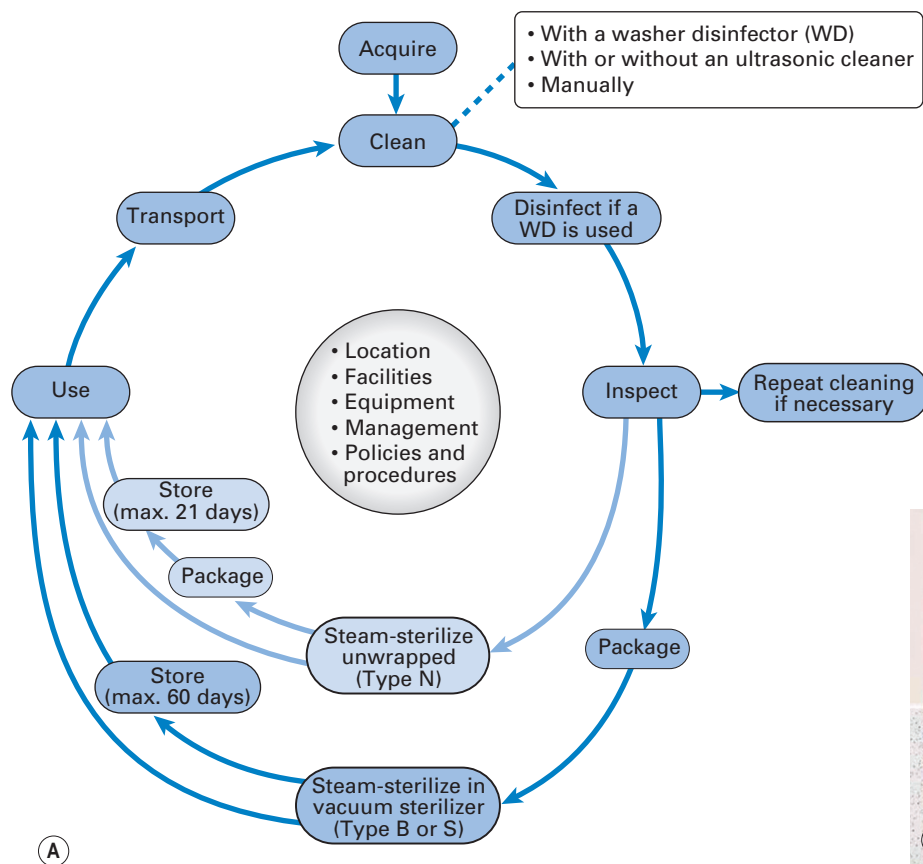 Acquire
• With a washer disinfector (WD)
• With or without an ultrasonic cleaner
• Manually
Clean
Transport
Disinfect if a
WD is used
• Location
• Facilities
• Equipment
• Management
• Policies and
procedures
Use
Inspect
Repeat cleaning
if necessary
Store
(max. 21 days)
Package
Steam-sterilize
unwrapped
(Type N)
Package
Store
(max. 60 days)
Steam-sterilize in
vacuum sterilizer
(Type B or S)
A